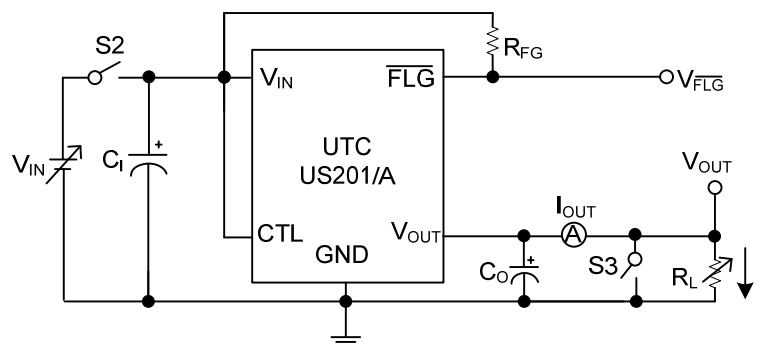 S2
R_FG
V_IN
FLG
V_FLG
V_IN
C_I
+
UTC
US201/A
V_OUT
I_OUT
A
CTL
V_OUT
GND
C_O
+
S3
R_L